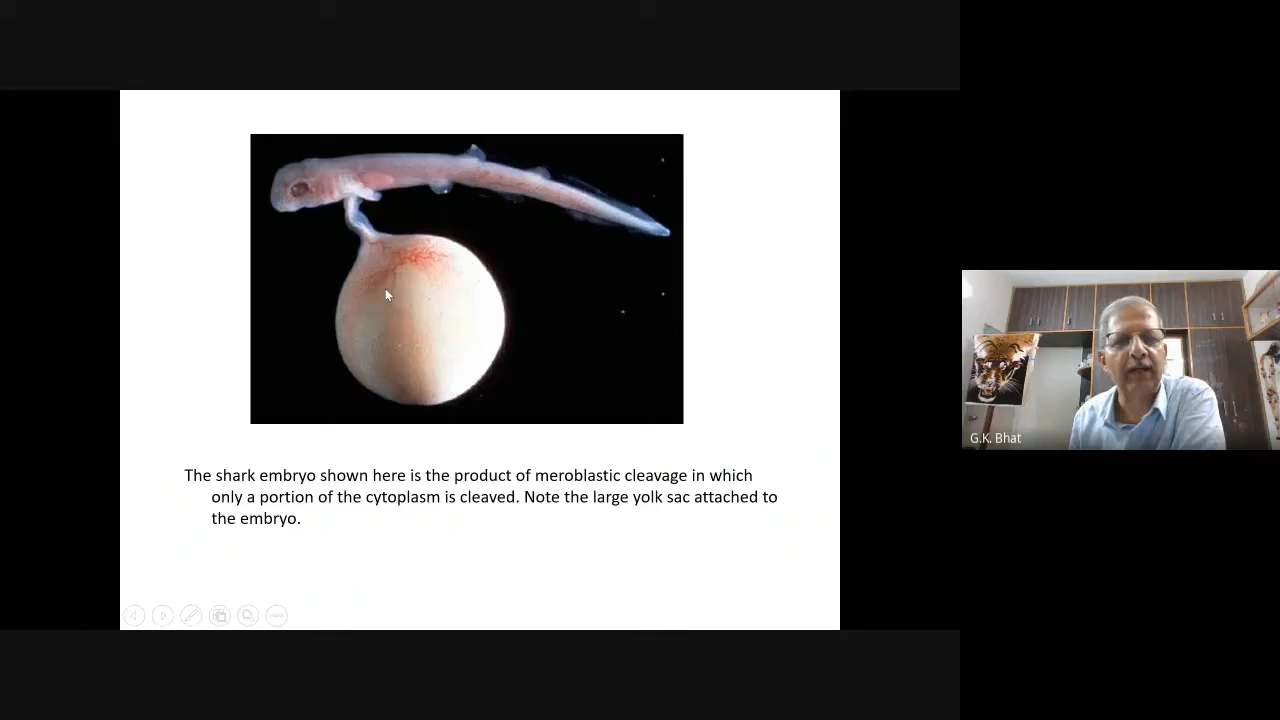 The shark embryo shown here is the product of meroblastic cleavage in which
only a portion of the cytoplasm is cleaved. Note the large yolk sac attached to
the embryo.
G.K. Bhat